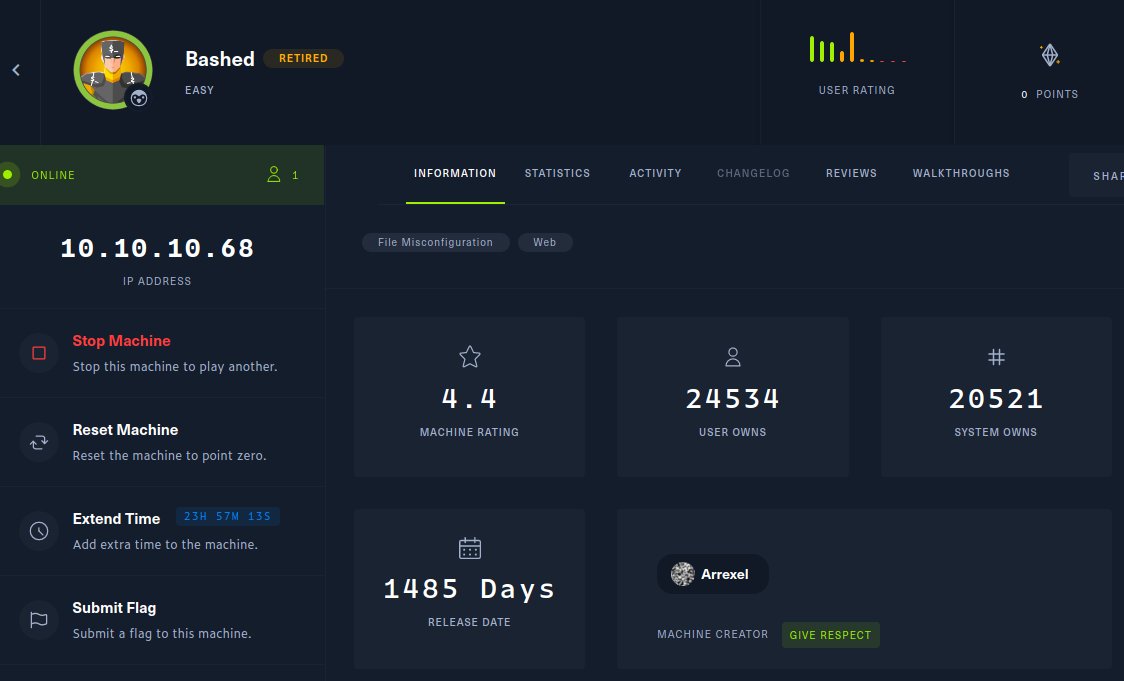 Bashed RETIRED
EASY
USER RATING
0 POINTS
ONLINE 1
INFORMATION STATISTICS ACTIVITY CHANGELOG REVIEWS WALKTHROUGHS SHAR
10.10.10.68
IP ADDRESS
File Misconfiguration Web
Stop Machine
Stop this machine to play another.
Reset Machine
Reset the machine to point zero.
Extend Time 23H 57M 13S
Add extra time to the machine.
Submit Flag
Submit a flag to this machine.
4.4
MACHINE RATING
24534
USER OWNS
20521
SYSTEM OWNS
1485 Days
RELEASE DATE
Arrexel
MACHINE CREATOR GIVE RESPECT